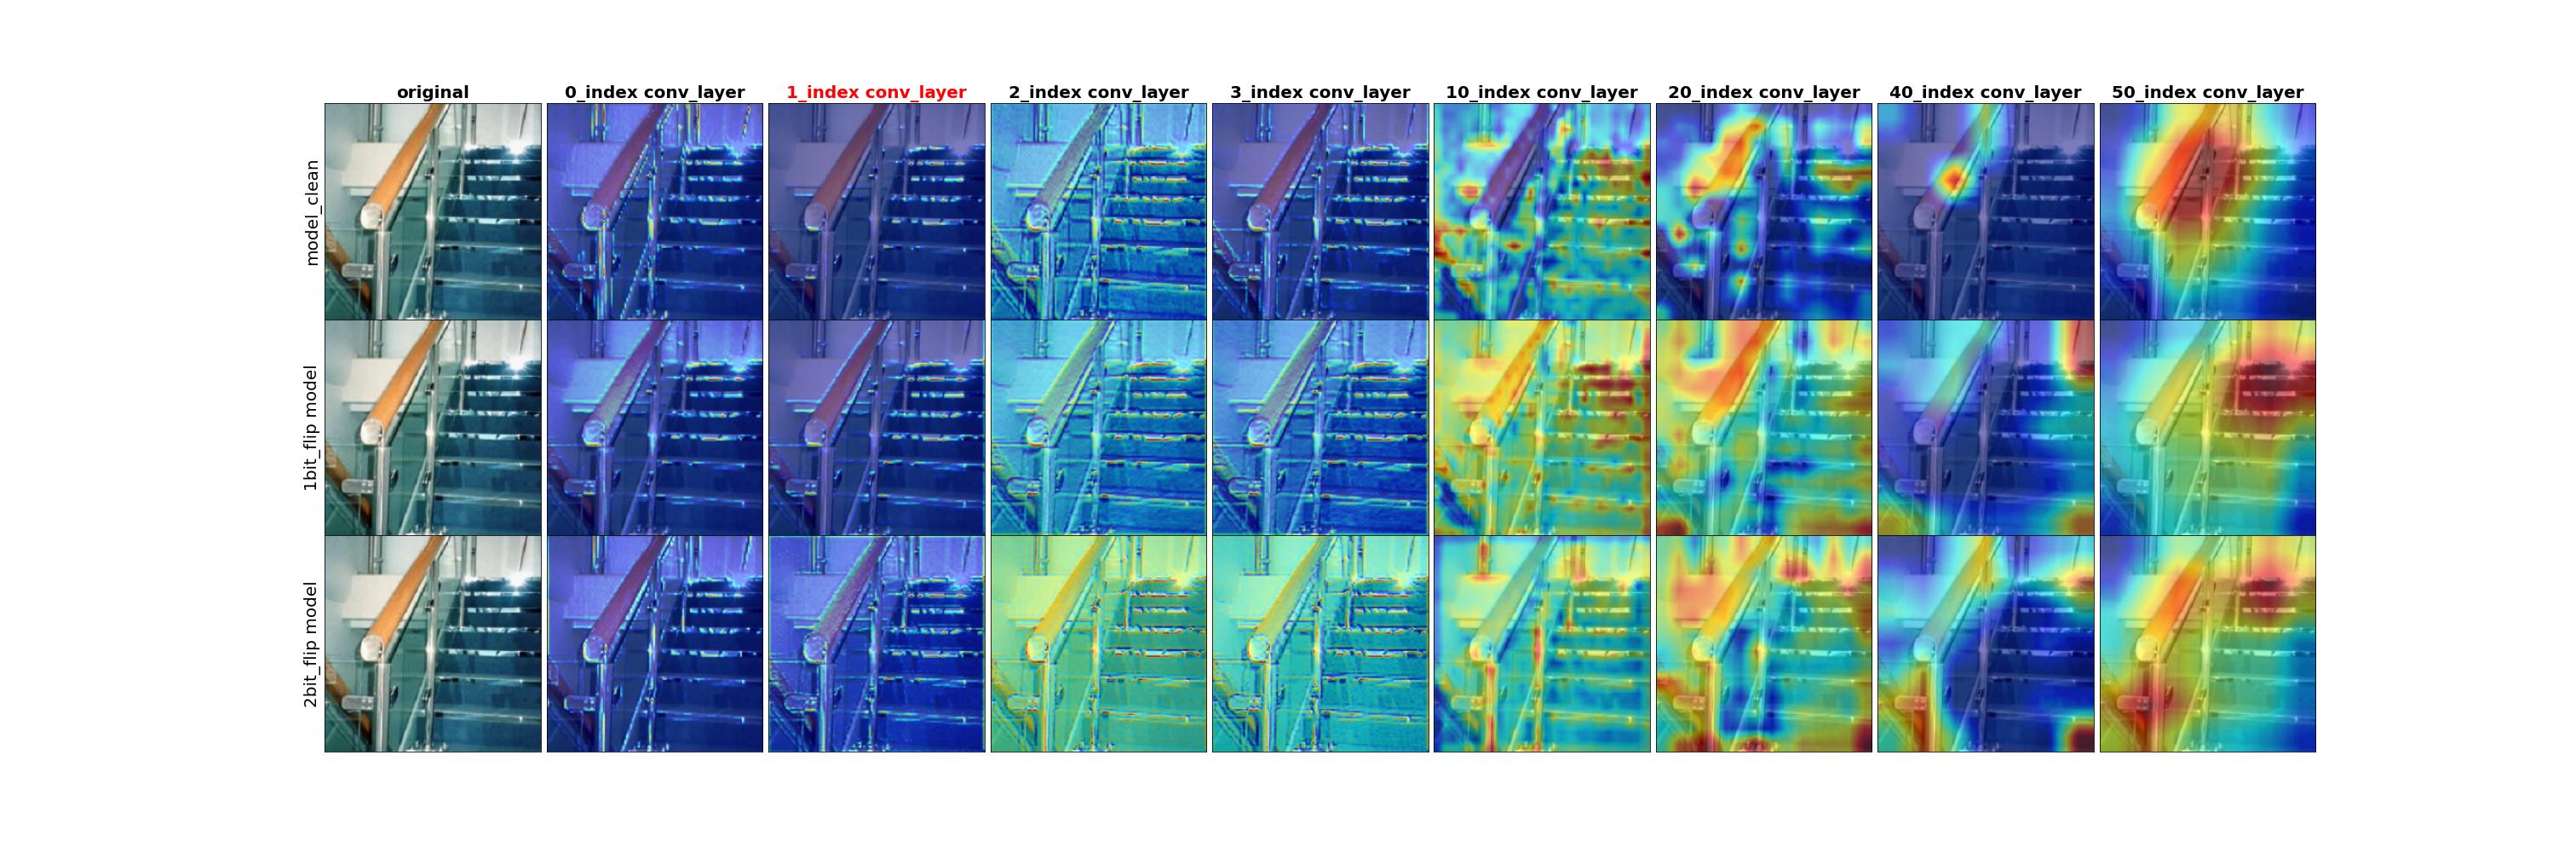 original 0_index conv_layer 1_index conv_layer 2_index conv_layer 3_index conv_layer 10_index conv_layer 20_index conv_layer 40_index conv_layer 50_index conv_layer
model_clean
1bit_flip model
2bit_flip model